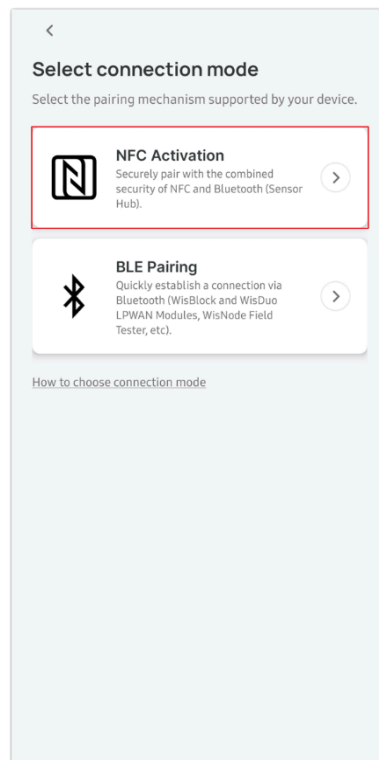 Select connection mode
Select the pairing mechanism supported by your device.
NFC Activation
Securely pair with the combined
security of NFC and Bluetooth (Sensor
Hub).
BLE Pairing
Quickly establish a connection via
Bluetooth (WisBlock and WisDuo
LPWAN Modules, WisNode Field
Tester, etc).
How to choose connection mode